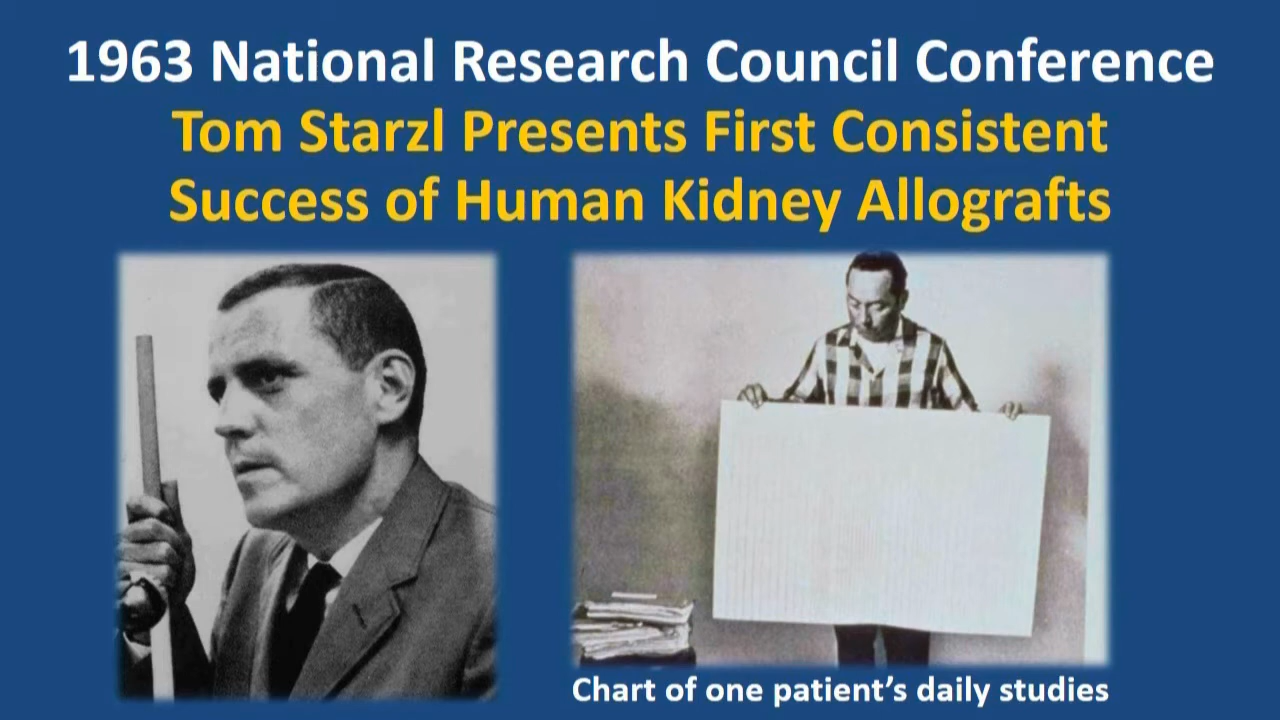 1963 National Research Council Conference
Tom Starzl Presents First Consistent
Success of Human Kidney Allografts
Chart of one patient's daily studies